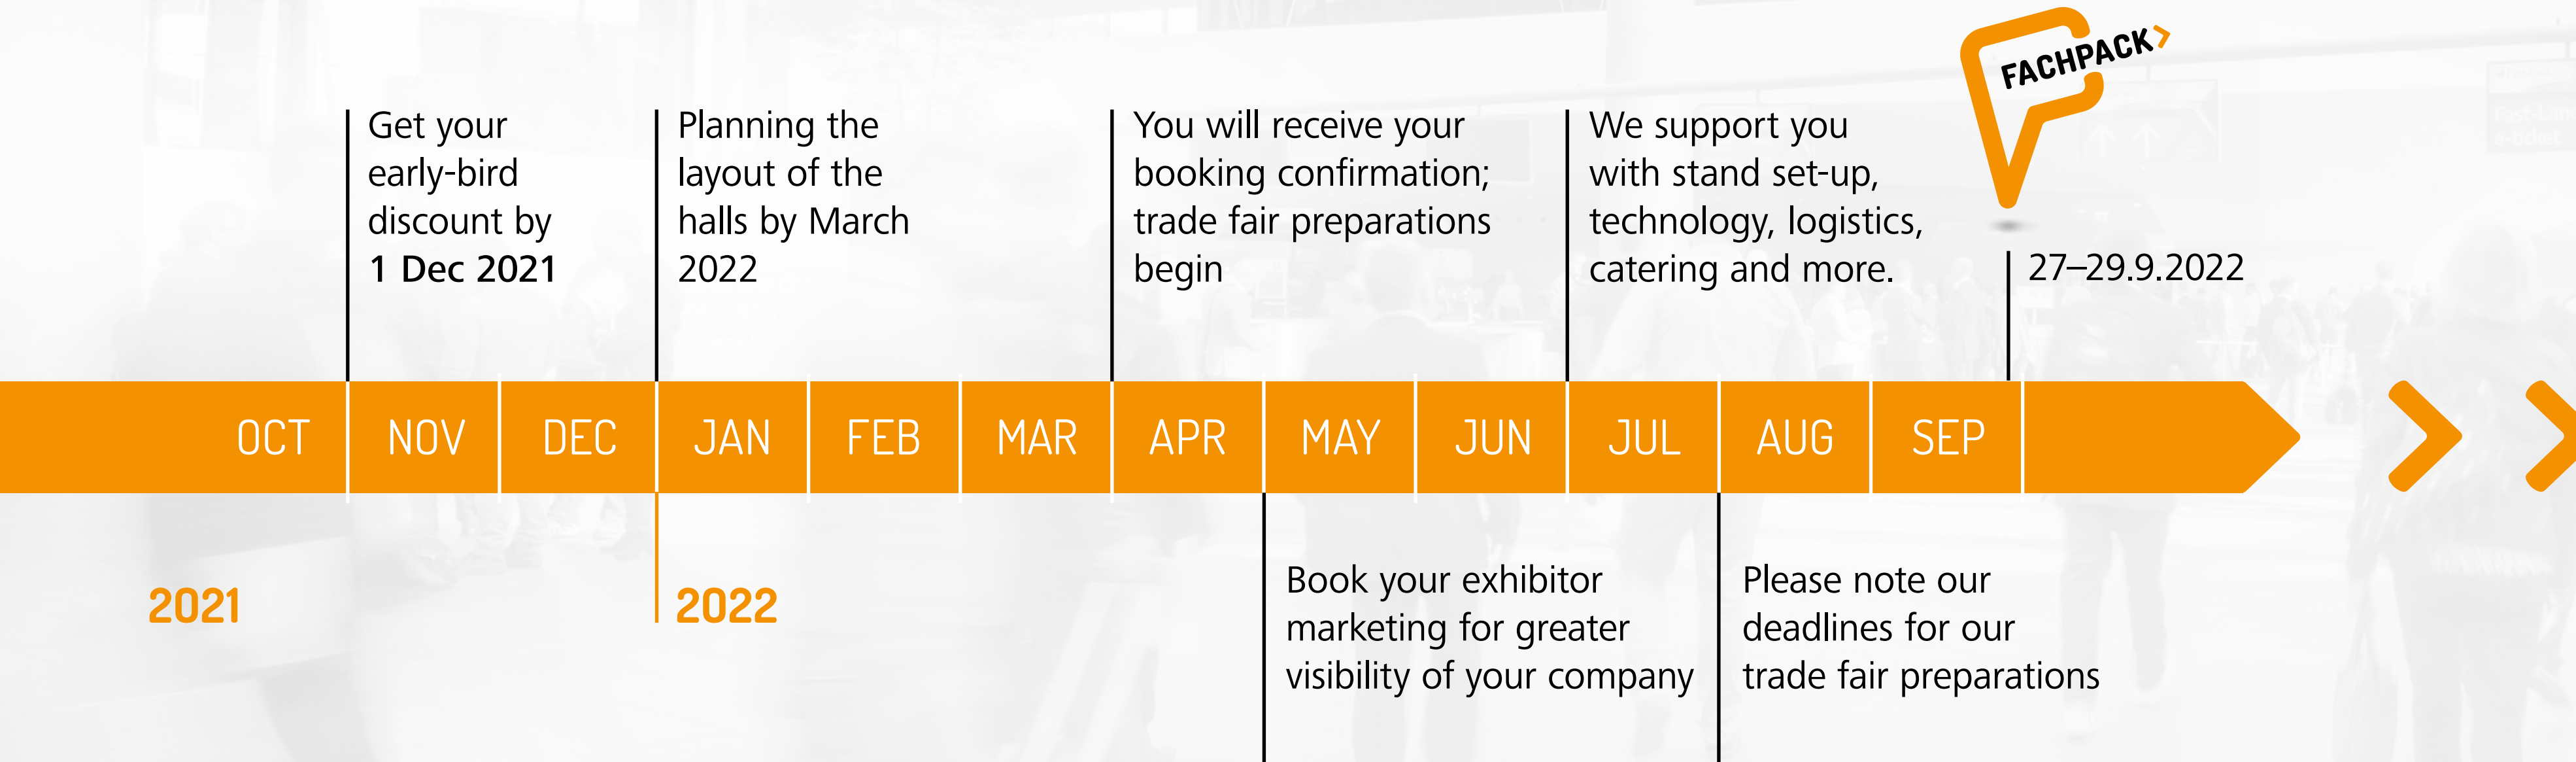 FACHPACK
Get your
early-bird
discount by
1 Dec 2021
Planning the
layout of the
halls by March
2022
You will receive your
booking confirmation;
trade fair preparations
begin
We support you
with stand set-up,
technology, logistics,
catering and more.
27–29.9.2022
OCT
NOV
DEC
JAN
FEB
MAR
APR
MAY
JUN
JUL
AUG
SEP
2021
2022
Book your exhibitor
marketing for greater
visibility of your company
Please note our
deadlines for our
trade fair preparations